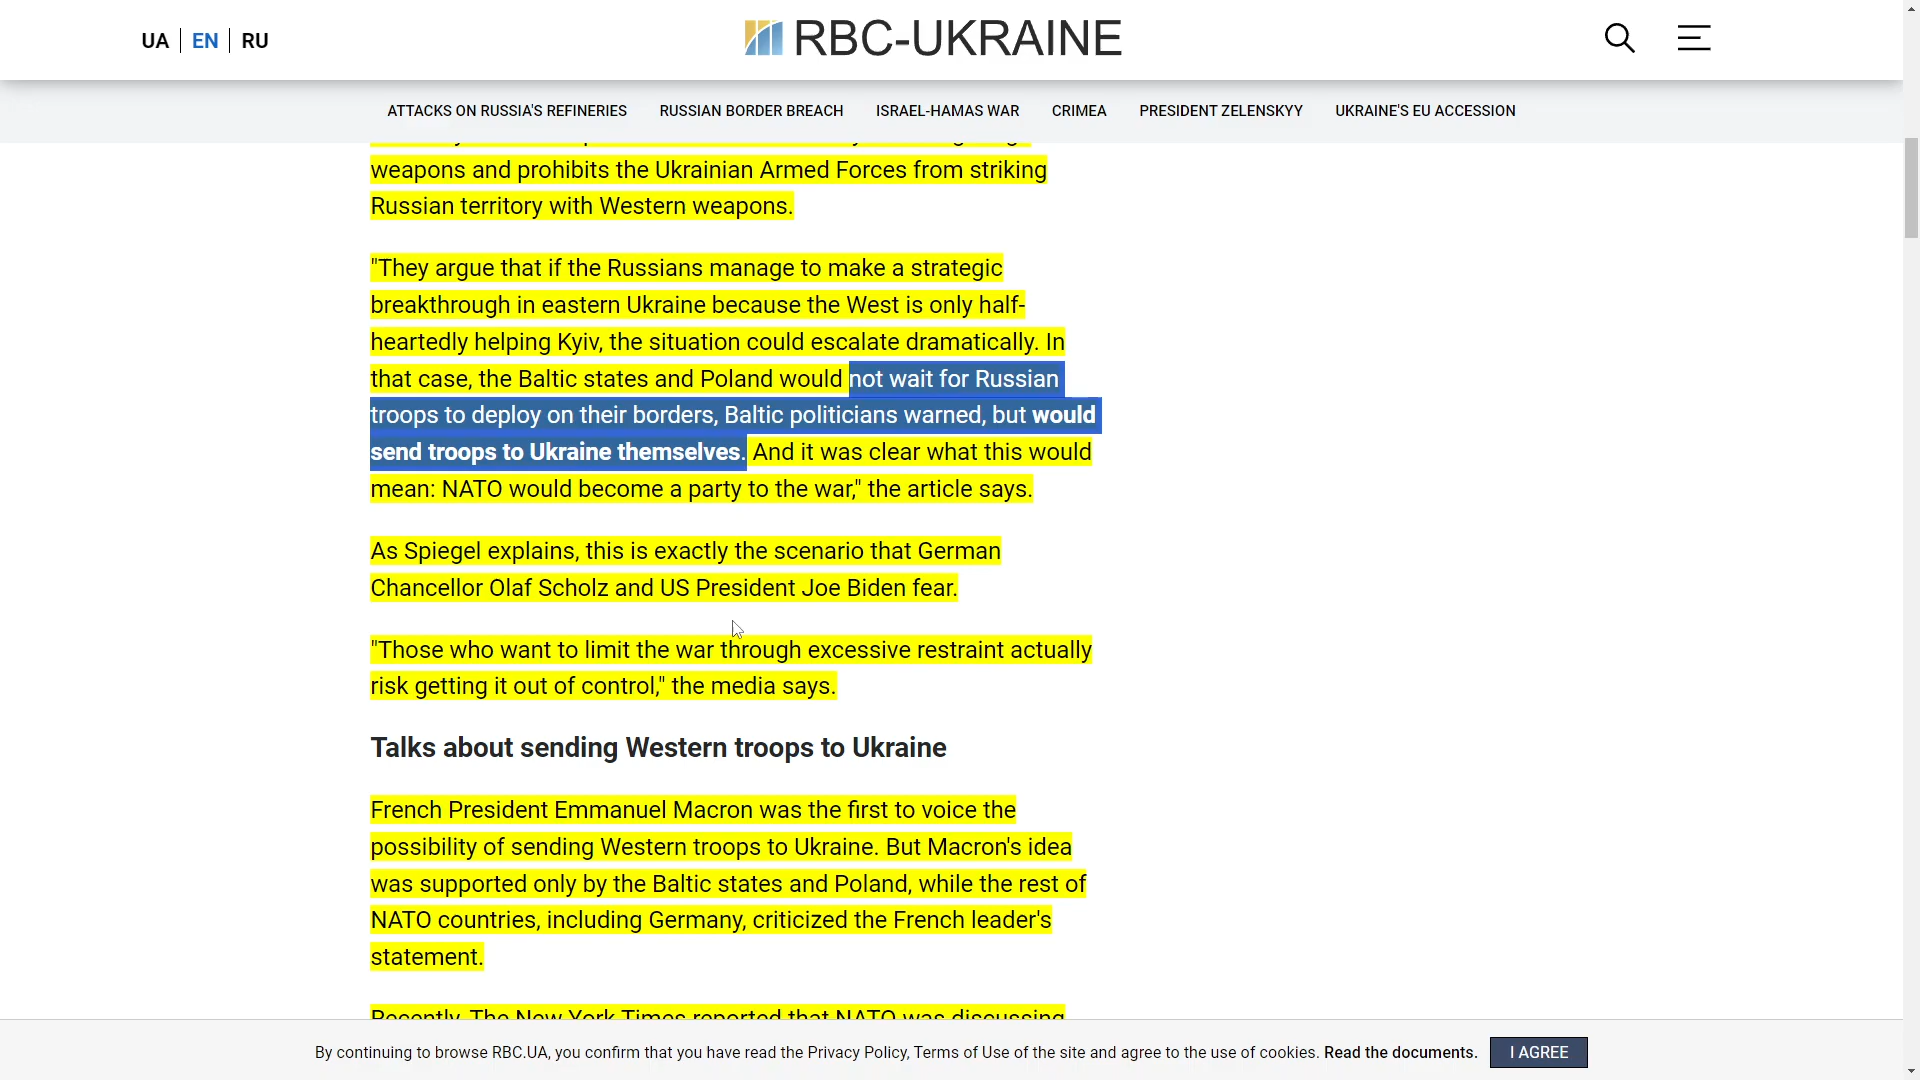 UA EN RU
RBC-UKRAINE
ATTACKS ON RUSSIA'S REFINERIES RUSSIAN BORDER BREACH ISRAEL-HAMAS WAR CRIMEA PRESIDENT ZELENSKYY UKRAINE'S EU ACCESSION
weapons and prohibits the Ukrainian Armed Forces from striking
Russian territory with Western weapons.
"They argue that if the Russians manage to make a strategic
breakthrough in eastern Ukraine because the West is only half-
heartedly helping Kyiv, the situation could escalate dramatically. In
that case, the Baltic states and Poland would not wait for Russian
troops to deploy on their borders, Baltic politicians warned, but would
send troops to Ukraine themselves. And it was clear what this would
mean: NATO would become a party to the war," the article says.
As Spiegel explains, this is exactly the scenario that German
Chancellor Olaf Scholz and US President Joe Biden fear.
"Those who want to limit the war through excessive restraint actually
risk getting it out of control," the media says.
Talks about sending Western troops to Ukraine
French President Emmanuel Macron was the first to voice the
possibility of sending Western troops to Ukraine. But Macron's idea
was supported only by the Baltic states and Poland, while the rest of
NATO countries, including Germany, criticized the French leader's
statement.
Recently, The New York Times reported that NATO was discussing
By continuing to browse RBC.UA, you confirm that you have read the Privacy Policy, Terms of Use of the site and agree to the use of cookies. Read the documents. I AGREE